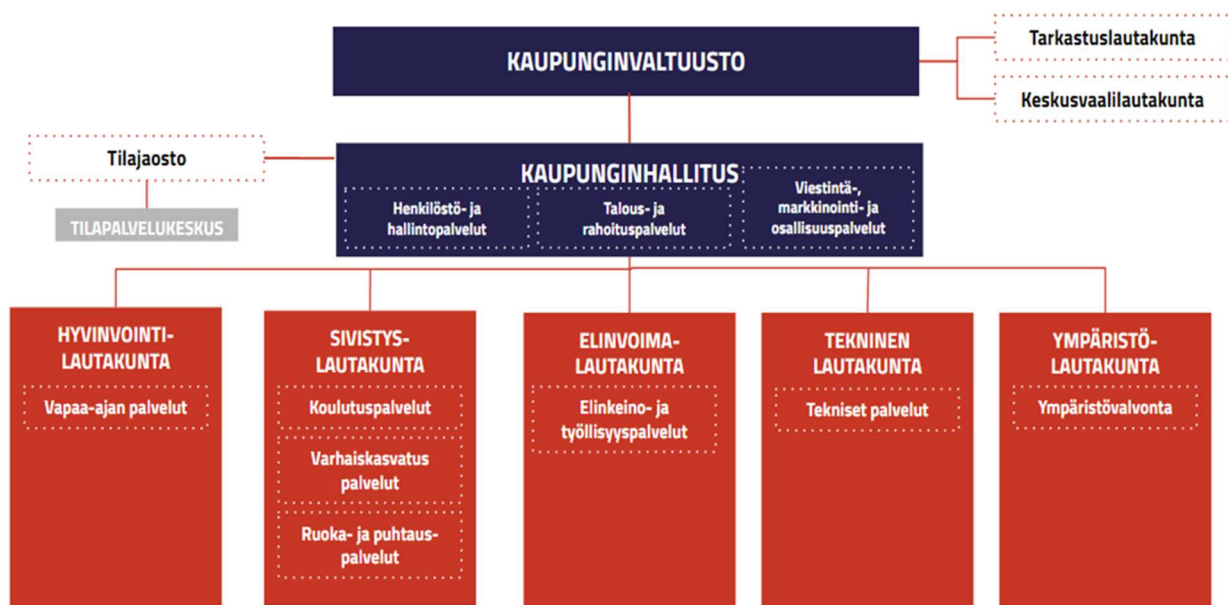 KAUPUNGINVALTUUSTO
Tarkastuslautakunta
Keskusvaalilautakunta
Tilajaosto
TILAPALVELUKESKUS
KAUPUNGINHALLITUS
Henkilöstö- ja
hallintopalvelut
Talous- ja
rahoituspalvelut
Viestintä-,
markkinointi- ja
osallisuuspalvelut
HYVINVOINTI-
LAUTAKUNTA
Vapaa-ajan palvelut
SIVISTYS-
LAUTAKUNTA
Koulutuspalvelut
Varhaiskasvatus
palvelut
Ruoka- ja puhtaus-
palvelut
ELINVOIMA-
LAUTAKUNTA
Elinkeino- ja
työllisyyspalvelut
TEKNINEN
LAUTAKUNTA
Tekniset palvelut
YMPÄRISTÖ-
LAUTAKUNTA
Ympäristövalvonta